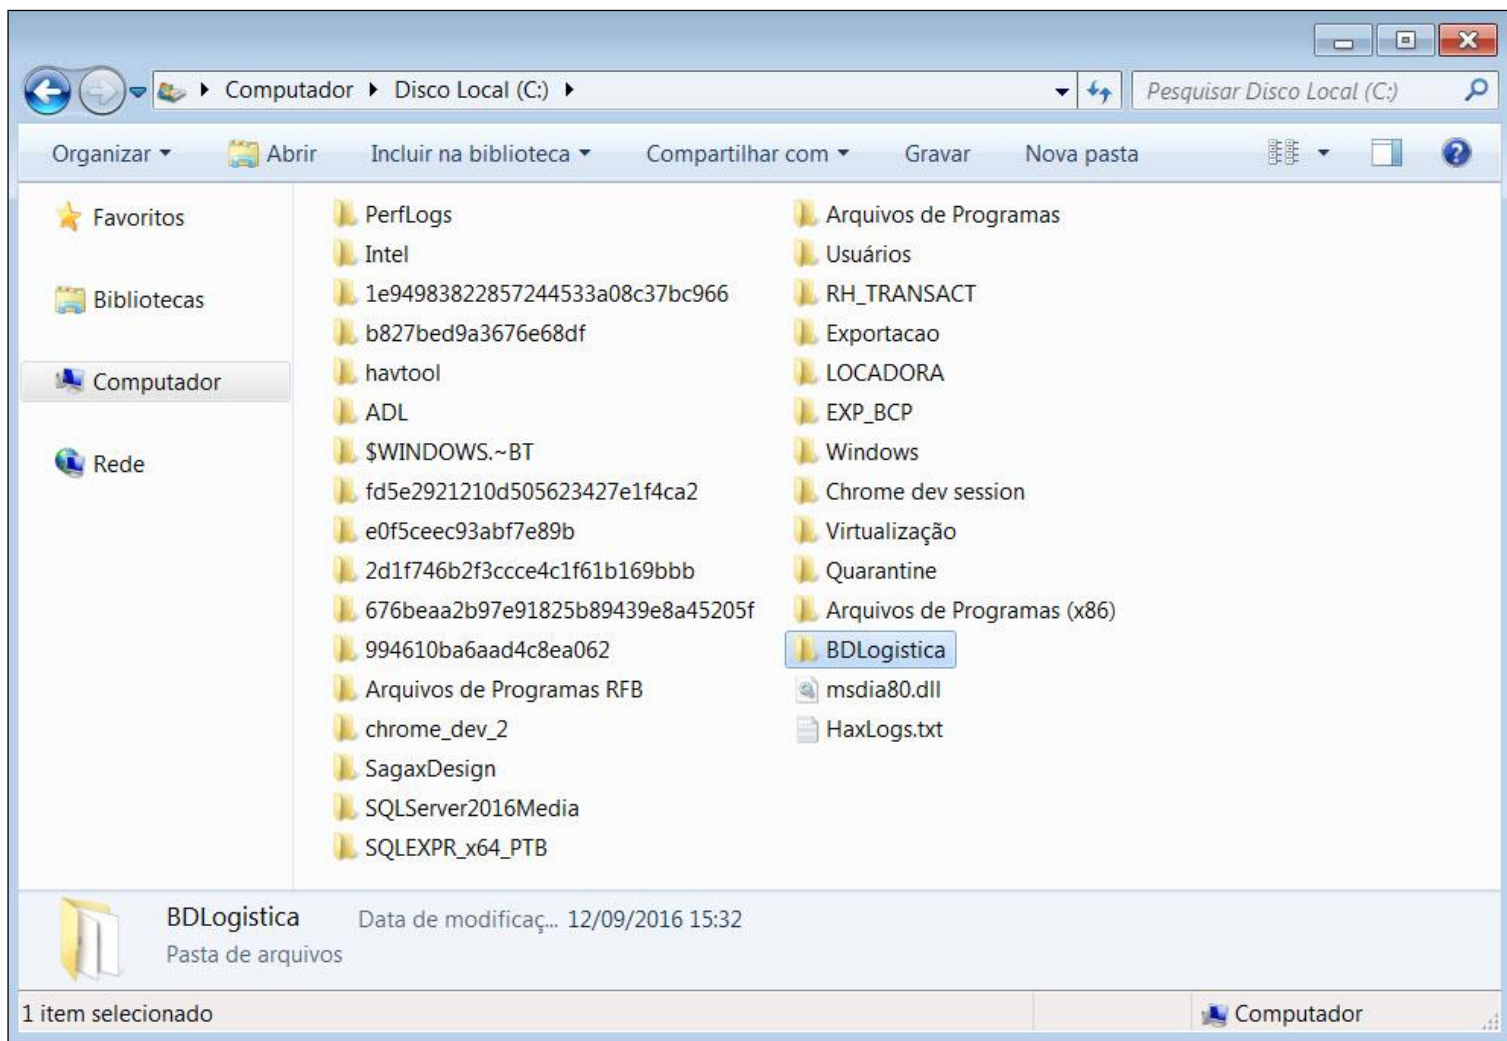 Computador Disco Local (C:)
Pesquisar Disco Local (C:)
Organizar Abrir Incluir na biblioteca Compartilhar com Gravar Nova pasta
Favoritos
Bibliotecas
Computador
Rede
PerfLogs
Intel
1e94983822857244533a08c37bc966
b827bed9a3676e68df
havtool
ADL
$WINDOWS.~BT
fd5e2921210d505623427e1f4ca2
e0f5ceec93abf7e89b
2d1f746b2f3ccce4c1f61b169bbb
676beaa2b97e91825b89439e8a45205f
994610ba6aad4c8ea062
Arquivos de Programas RFB
chrome_dev_2
SagaxDesign
SQLServer2016Media
SQLEXPR_x64_PTB
Arquivos de Programas
Usuários
RH_TRANSACT
Exportacao
LOCADORA
EXP_BCP
Windows
Chrome dev session
Virtualização
Quarantine
Arquivos de Programas (x86)
BDLogistica
msdia80.dll
HaxLogs.txt
BDLogistica Data de modificaç... 12/09/2016 15:32
Pasta de arquivos
1 item selecionado
Computador